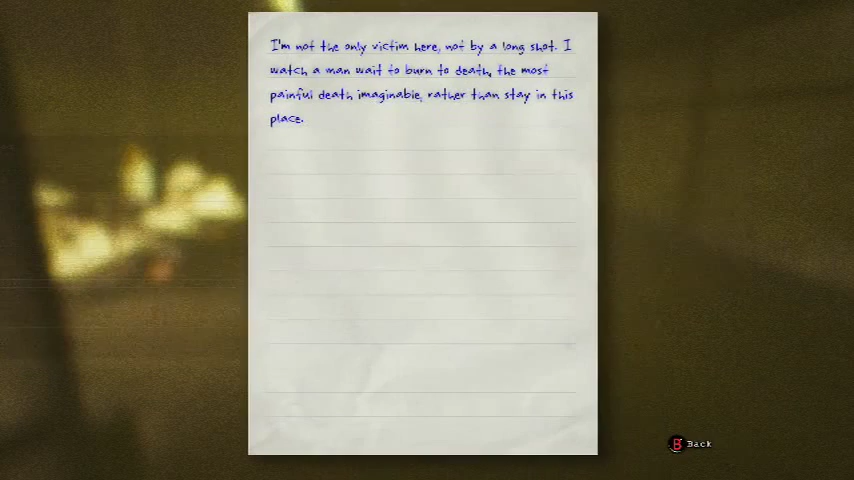 I'm not the only victim here, not by a long shot. I
watch a man wait to burn to death, the most
painful death imaginable, rather than stay in this
place.
B Back